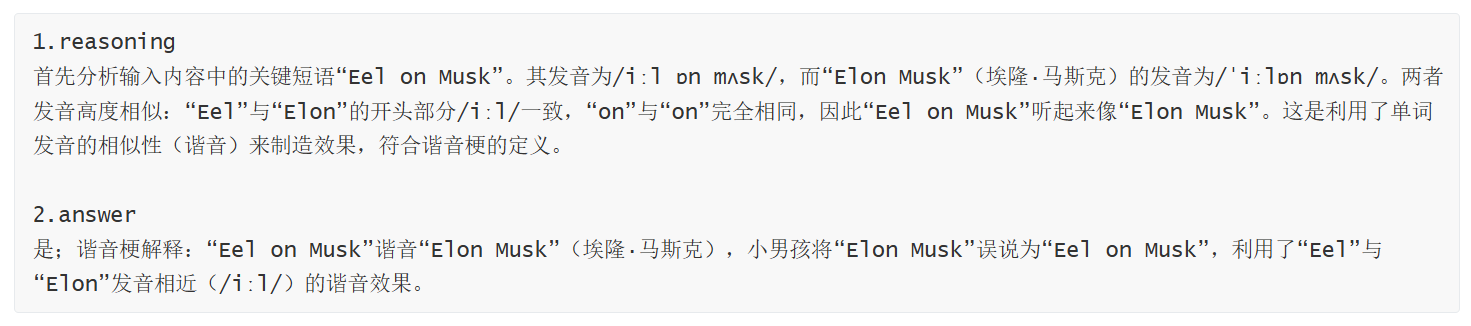 1.reasoning
首先分析输入内容中的关键短语“Eel on Musk”。其发音为/iːl ɒn mʌsk/，而“Elon Musk”（埃隆·马斯克）的发音为/ˈiːlɒn mʌsk/。两者
发音高度相似：“Eel”与“Elon”的开头部分/iːl/一致，“on”与“on”完全相同，因此“Eel on Musk”听起来像“Elon Musk”。这是利用了单词
发音的相似性（谐音）来制造效果，符合谐音梗的定义。
2.answer
是；谐音梗解释：“Eel on Musk”谐音“Elon Musk”（埃隆·马斯克），小男孩将“Elon Musk”误说为“Eel on Musk”，利用了“Eel”与
“Elon”发音相近（/iːl/）的谐音效果。